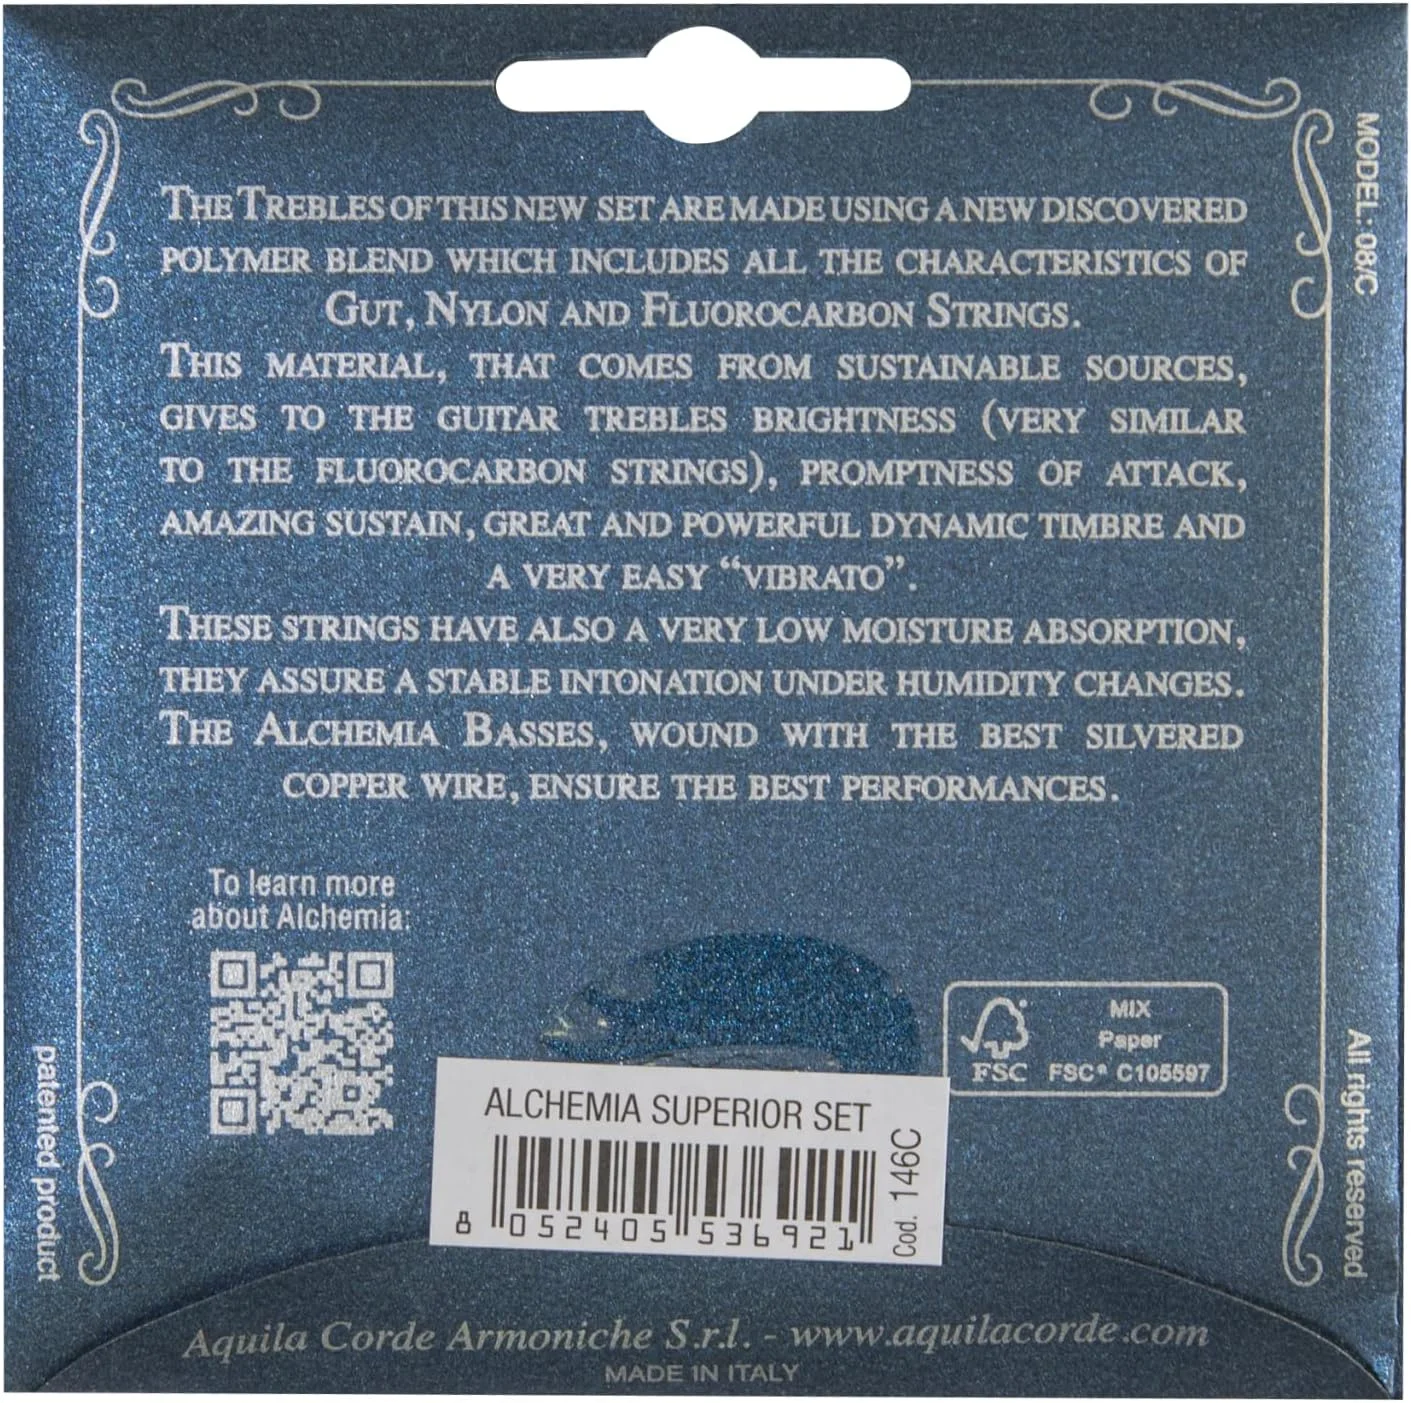 MODEL: 08/C
THE TREBLES OF THIS NEW SET ARE MADE USING A NEW DISCOVERED
POLYMER BLEND WHICH INCLUDES ALL THE CHARACTERISTICS OF
GUT, NYLON AND FLUOROCARBON STRINGS.
THIS MATERIAL, THAT COMES FROM SUSTAINABLE SOURCES,
GIVES TO THE GUITAR TREBLES BRIGHTNESS (VERY SIMILAR
TO THE FLUOROCARBON STRINGS), PROMPTNESS OF ATTACK,
AMAZING SUSTAIN, GREAT AND POWERFUL DYNAMIC TIMBRE AND
A VERY EASY “VIBRATO”.
THESE STRINGS HAVE ALSO A VERY LOW MOISTURE ABSORPTION,
THEY ASSURE A STABLE INTONATION UNDER HUMIDITY CHANGES.
THE ALCHEMIA BASSES, WOUND WITH THE BEST SILVERED
COPPER WIRE, ENSURE THE BEST PERFORMANCES.
To learn more
about Alchemia:
MIX
Paper
FSC
FSC® C105597
ALCHEMIA SUPERIOR SET
8 052405 536921
Cod. 146C
patented product
All rights reserved
Aquila Corde Armoniche S.r.l. - www.aquilacorde.com
MADE IN ITALY